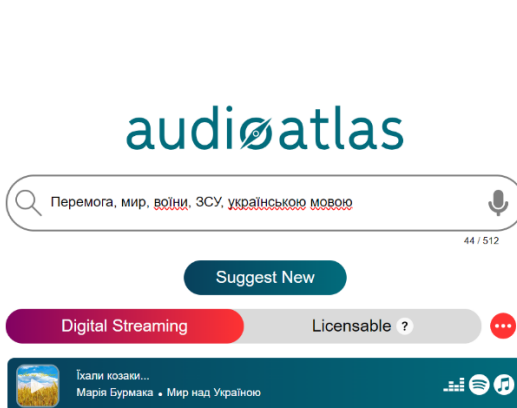 audioatlas
Перемога, мир, воїни, ЗСУ, українською мовою
44 / 512
Suggest New
Digital Streaming
Licensable ?
Їхали козаки...
Марія Бурмака • Мир над Україною